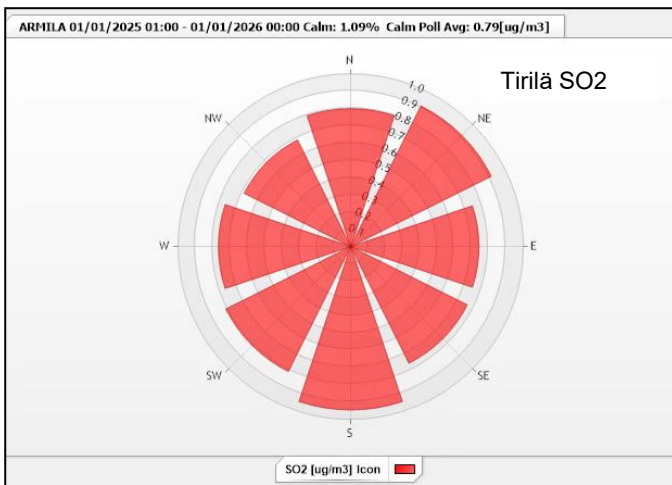 ARMILA 01/01/2025 01:00 - 01/01/2026 00:00 Calm: 1.09% Calm Poll Avg: 0.79[ug/m3]
Tirilä SO2
N
NE
E
SE
S
SW
W
NW
1.0
0.9
0.8
0.7
0.6
0.5
0.4
0.3
0.2
0.1
SO2 [ug/m3] Icon